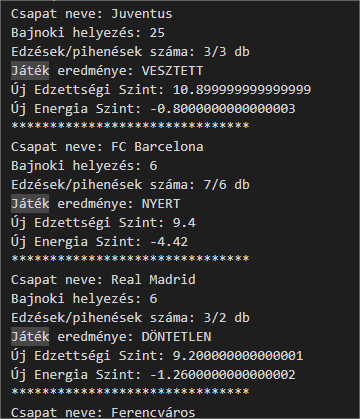 Csapat neve: Juventus
Bajnoki helyezés: 25
Edzések/pihenések száma: 3/3 db
Játék eredménye: VESZTETT
Új Edzettségi Szint: 10.899999999999999
Új Energia Szint: -0.8000000000000003
*******************************
Csapat neve: FC Barcelona
Bajnoki helyezés: 6
Edzések/pihenések száma: 7/6 db
Játék eredménye: NYERT
Új Edzettségi Szint: 9.4
Új Energia Szint: -4.42
*******************************
Csapat neve: Real Madrid
Bajnoki helyezés: 6
Edzések/pihenések száma: 3/2 db
Játék eredménye: DÖNTETLEN
Új Edzettségi Szint: 9.200000000000001
Új Energia Szint: -1.2600000000000002
*******************************
Csapat neve: Ferencváros